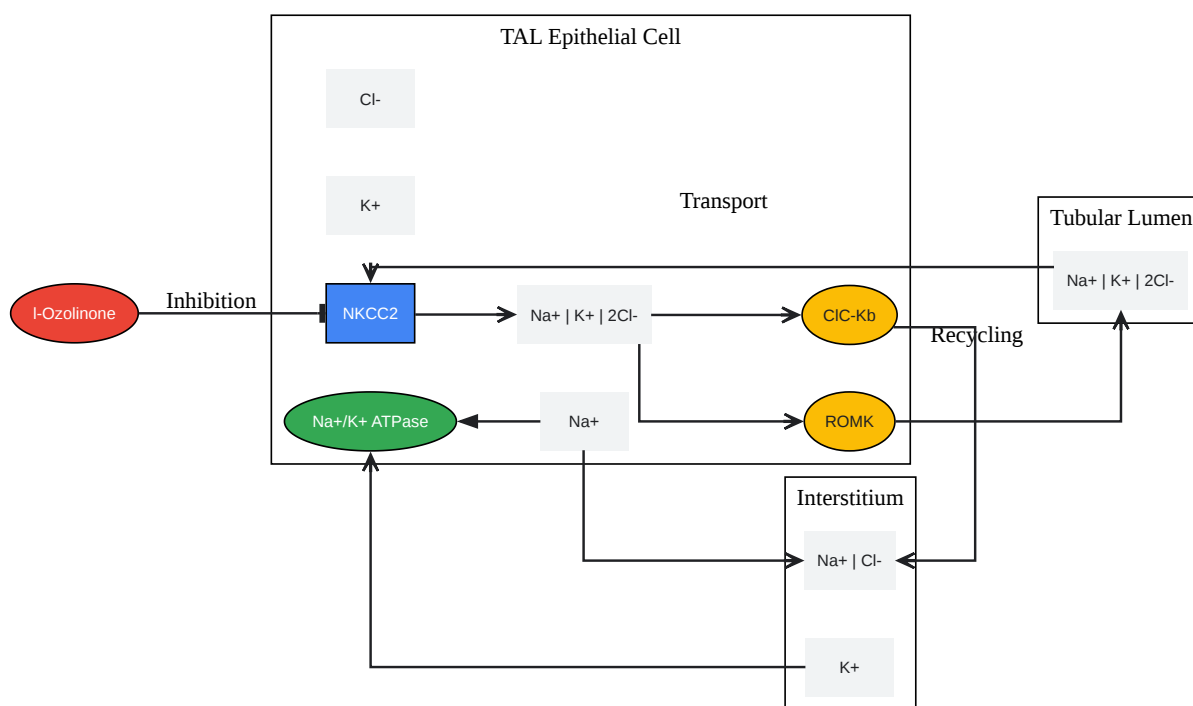 TAL Epithelial Cell
Cl-
K+
Transport
Tubular Lumen
Na+ | K+ | 2Cl-
l-Ozolinone
Inhibition
NKCC2
Na+ | K+ | 2Cl-
ClC-Kb
Recycling
Na+/K+ ATPase
Na+
ROMK
Interstitium
Na+ | Cl-
K+